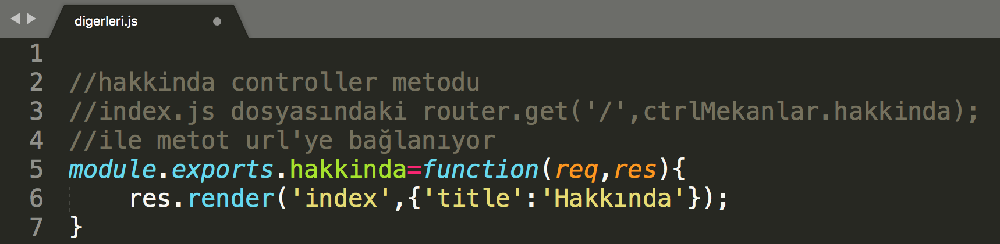 digerleri.js
1
2 //hakkinda controller metodu
3 //index.js dosyasındaki router.get('/',ctrlMekanlar.hakkinda);
4 //ile metot url'ye bağlanıyor
5 module.exports.hakkinda=function(req,res){
6     res.render('index',{'title':'Hakkında'});
7 }